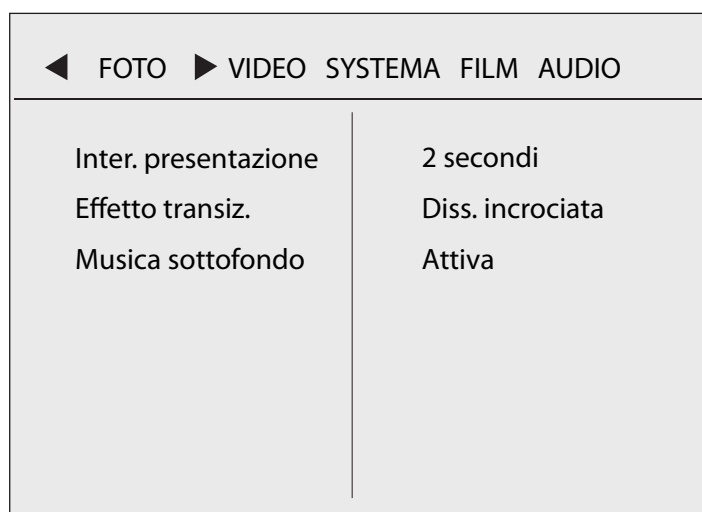 ◀ FOTO ▶ VIDEO SYSTEMA FILM AUDIO
Inter. presentazione 2 secondi
Effetto transiz. Diss. incrociata
Musica sottofondo Attiva